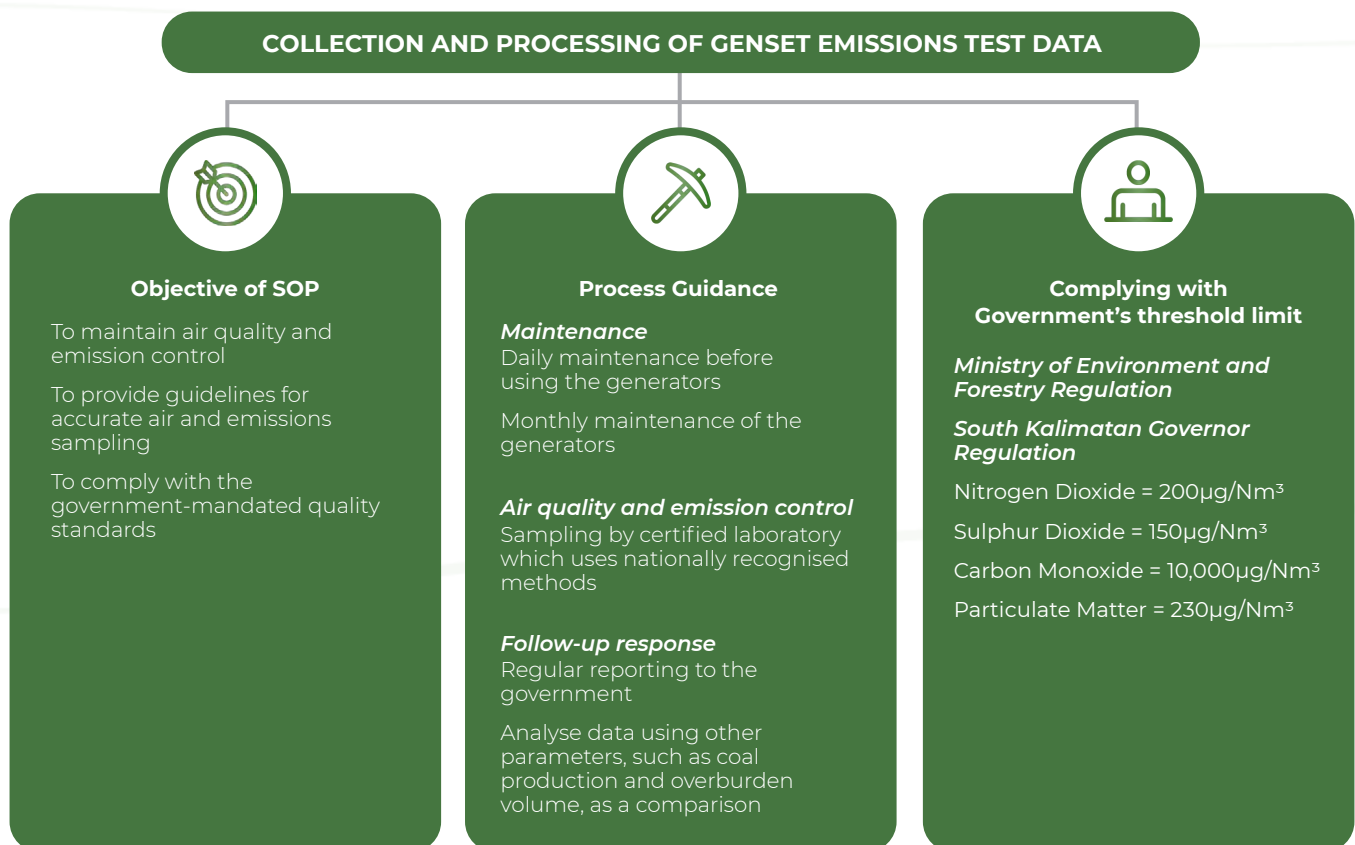 COLLECTION AND PROCESSING OF GENSET EMISSIONS TEST DATA
Objective of SOP
To maintain air quality and
emission control
To provide guidelines for
accurate air and emissions
sampling
To comply with the
government-mandated quality
standards
Process Guidance
Maintenance
Daily maintenance before
using the generators
Monthly maintenance of the
generators
Air quality and emission control
Sampling by certified laboratory
which uses nationally recognised
methods
Follow-up response
Regular reporting to the
government
Analyse data using other
parameters, such as coal
production and overburden
volume, as a comparison
Complying with
Government’s threshold limit
Ministry of Environment and
Forestry Regulation
South Kalimatan Governor
Regulation
Nitrogen Dioxide = 200µg/Nm³
Sulphur Dioxide = 150µg/Nm³
Carbon Monoxide = 10,000µg/Nm³
Particulate Matter = 230µg/Nm³